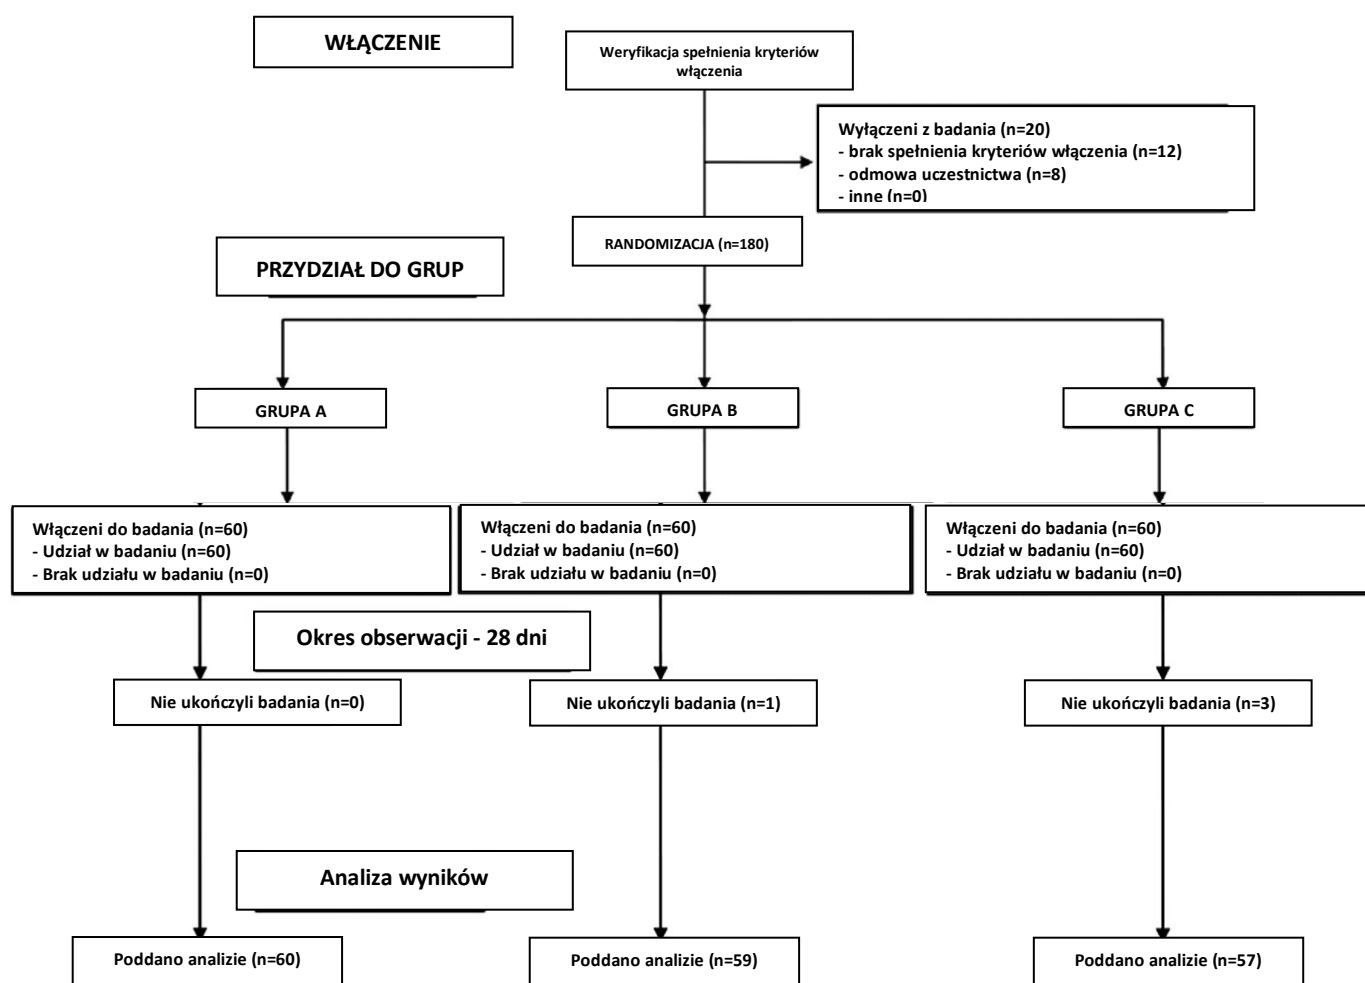 WŁĄCZENIE
Weryfikacja spełnienia kryteriów
włączenia
Wyłączeni z badania (n=20)
- brak spełnienia kryteriów włączenia (n=12)
- odmowa uczestnictwa (n=8)
- inne (n=0)
RANDOMIZACJA (n=180)
PRZYDZIAŁ DO GRUP
GRUPA A
GRUPA B
GRUPA C
Włączeni do badania (n=60)
- Udział w badaniu (n=60)
- Brak udziału w badaniu (n=0)
Włączeni do badania (n=60)
- Udział w badaniu (n=60)
- Brak udziału w badaniu (n=0)
Włączeni do badania (n=60)
- Udział w badaniu (n=60)
- Brak udziału w badaniu (n=0)
Okres obserwacji - 28 dni
Nie ukończyli badania (n=0)
Nie ukończyli badania (n=1)
Nie ukończyli badania (n=3)
Analiza wyników
Poddano analizie (n=60)
Poddano analizie (n=59)
Poddano analizie (n=57)